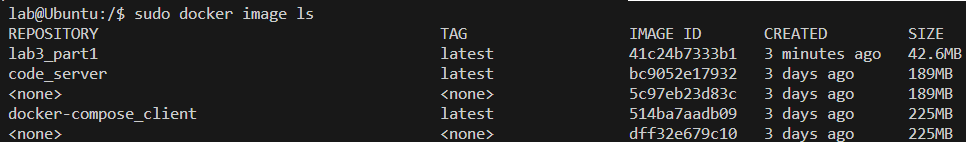 lab@Ubuntu:/$ sudo docker image ls
REPOSITORY TAG IMAGE ID CREATED SIZE
lab3_part1 latest 41c24b7333b1 3 minutes ago 42.6MB
code_server latest bc9052e17932 3 days ago 189MB
<none> <none> 5c97eb23d83c 3 days ago 189MB
docker-compose_client latest 514ba7aadb09 3 days ago 225MB
<none> <none> dff32e679c10 3 days ago 225MB